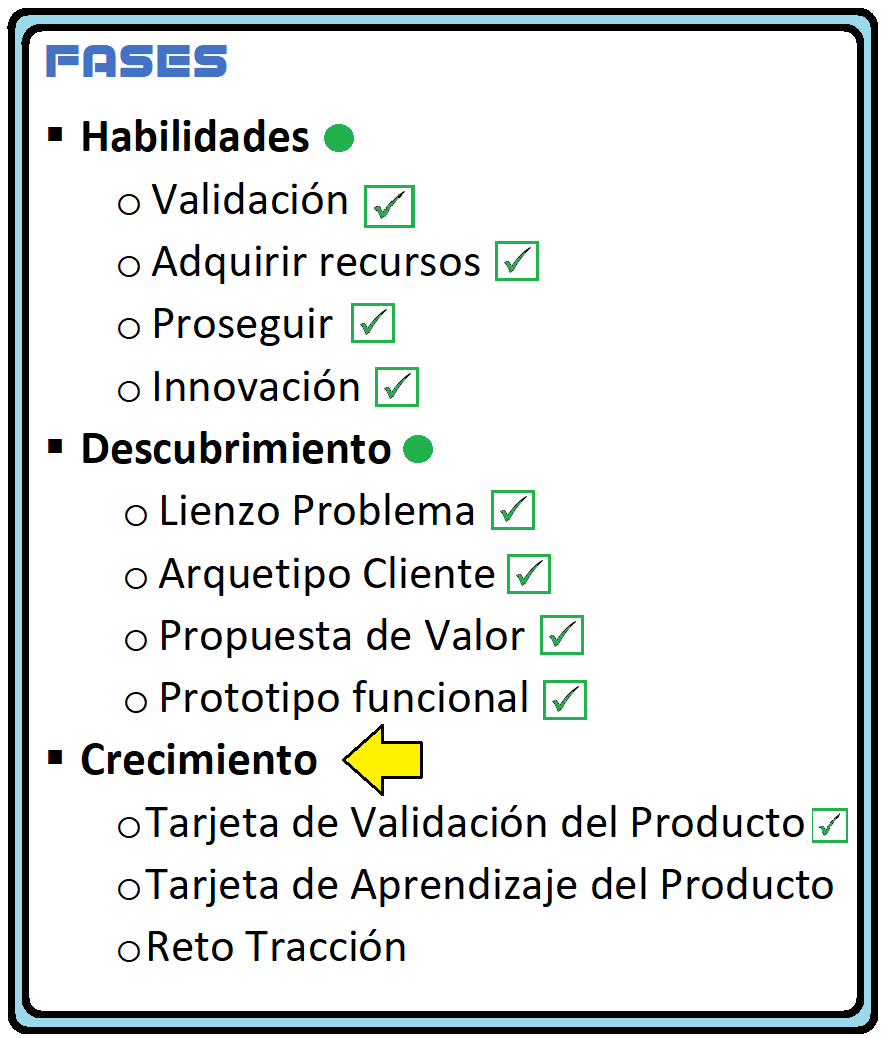 FASES
Habilidades
Validación
Adquirir recursos
Proseguir
Innovación
Descubrimiento
Lienzo Problema
Arquetipo Cliente
Propuesta de Valor
Prototipo funcional
Crecimiento
Tarjeta de Validación del Producto
Tarjeta de Aprendizaje del Producto
Reto Tracción